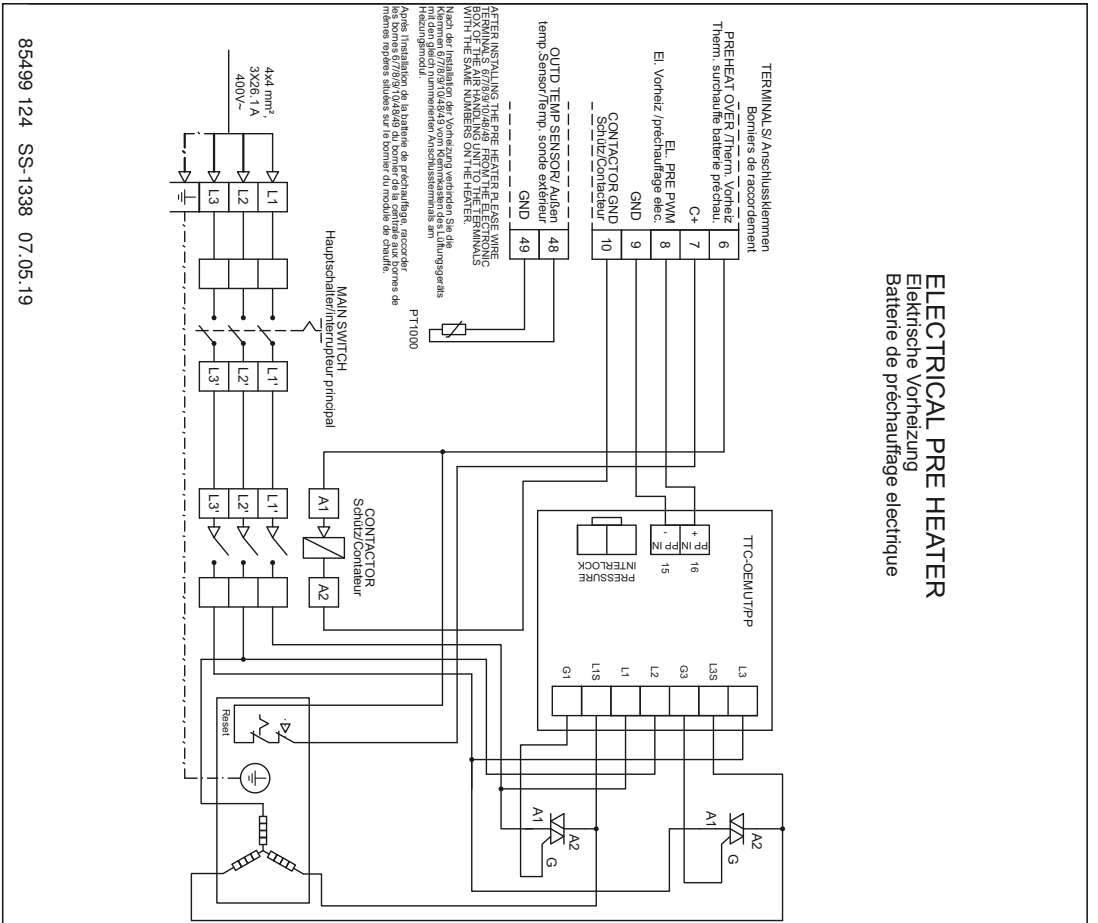 ELECTRICAL PRE HEATER
Elektrische Vorheizung
Batterie de préchauffage electrique
TERMINALS/ Anschlussklemmen
Borniers de raccordement
PREHEAT OVER /Therm. Vorheiz
Therm. surchauffe batterie préchau.
6
C+
7
EL. PRE PWM
El. Vorheiz /préchauffage elec.
8
GND
9
CONTACTOR GND
Schütz/Contacteur
10
OUTD TEMP SENSOR/ Außen
temp.Sensor/Temp. sonde extérieur
48
GND
49
PT1000
AFTER INSTALLING THE PRE HEATER PLEASE WIRE
TERMINALS 6/7/8/9/10/48/49 FROM THE ELECTRONIC
BOX OF THE AIR HANDLING UNIT TO THE TERMINALS
WITH THE SAME NUMBERS ON THE HEATER.
Nach der Installation der Vorheizung verbinden Sie die
Klemmen 6/7/8/9/10/48/49 vom Klemmkasten des Lüftungsgeräts
mit den gleich nummerierten Anschlussterminals am
Heizungsmodul.
Après l'installation de la batterie de préchauffage, raccorder
les bornes 6/7/8/9/10/48/49 du bornier de la centrale aux bornes de
mêmes repères situées sur le bornier du module de chauffe.
TTC-OEMUT/PP
+
PP IN
16
-
PP IN
15
PRESSURE
INTERLOCK
L3
L3S
G3
L2
L1
L1S
G1
A1
A2
G
A1
A2
G
CONTACTOR
Schütz/Contateur
A1
A2
MAIN SWITCH
Hauptschalter/interrupteur principal
4x4 mm²,
3X26.1 A
400V~
L1
L2
L3
L1'
L2'
L3'
L1'
L2'
L3'
Reset
85499 124 SS-1338 07.05.19